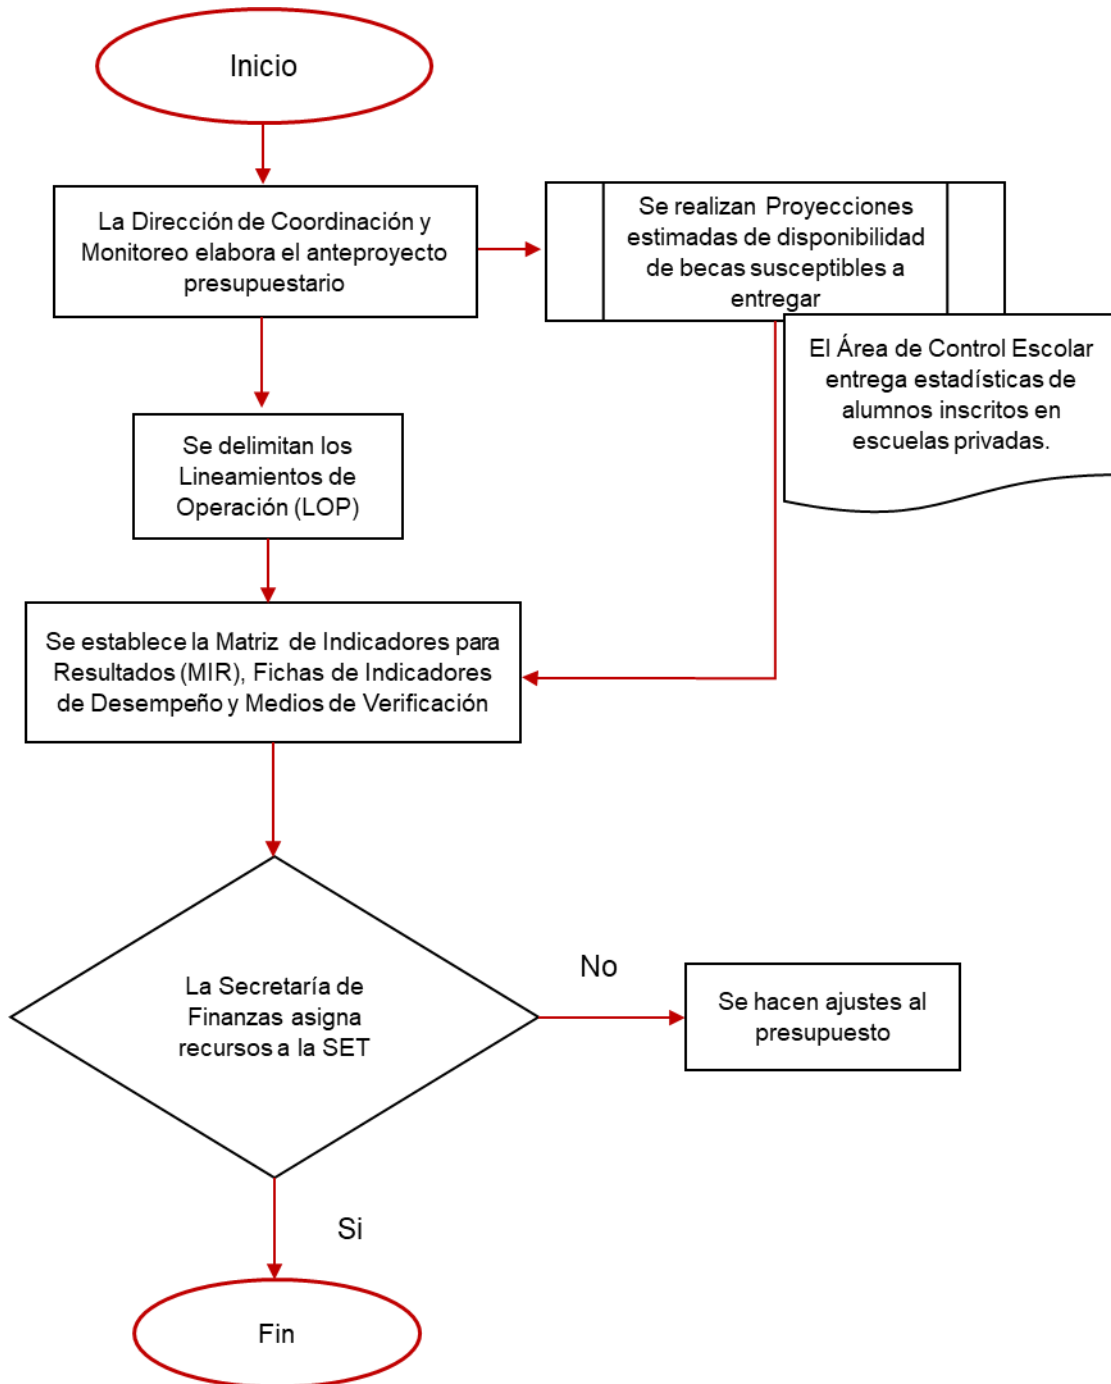 Inicio
La Dirección de Coordinación y
Monitoreo elabora el anteproyecto
presupuestario
Se realizan Proyecciones
estimadas de disponibilidad
de becas susceptibles a
entregar
El Área de Control Escolar
entrega estadísticas de
alumnos inscritos en
escuelas privadas.
Se delimitan los
Lineamientos de
Operación (LOP)
Se establece la Matriz de Indicadores para
Resultados (MIR), Fichas de Indicadores
de Desempeño y Medios de Verificación
La Secretaría de
Finanzas asigna
recursos a la SET
No
Se hacen ajustes al
presupuesto
Si
Fin